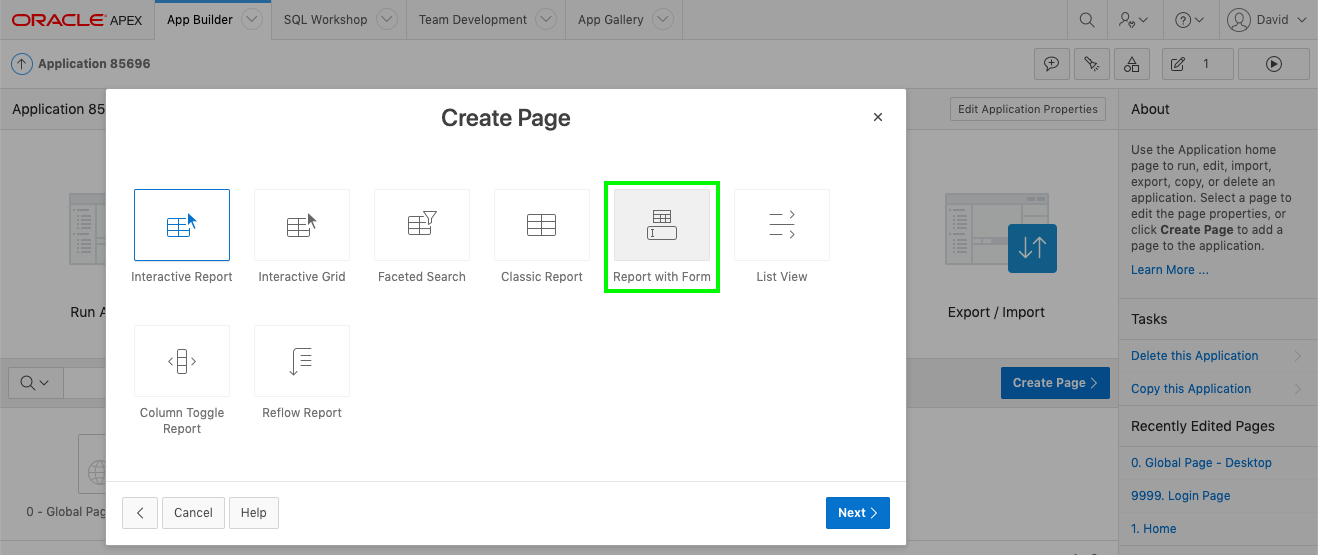 ORACLE APEX
App Builder
SQL Workshop
Team Development
App Gallery
David
Application 85696
1
Application 85
Edit Application Properties
Create Page
Interactive Report
Interactive Grid
Faceted Search
Classic Report
Report with Form
List View
Column Toggle
Report
Reflow Report
Cancel
Help
Next
Run A
Export / Import
Create Page
0 - Global Pag
About
Use the Application home
page to run, edit, import,
export, copy, or delete an
application. Select a page to
edit the page properties, or
click Create Page to add a
page to the application.
Learn More ...
Tasks
Delete this Application
Copy this Application
Recently Edited Pages
0. Global Page - Desktop
9999. Login Page
1. Home